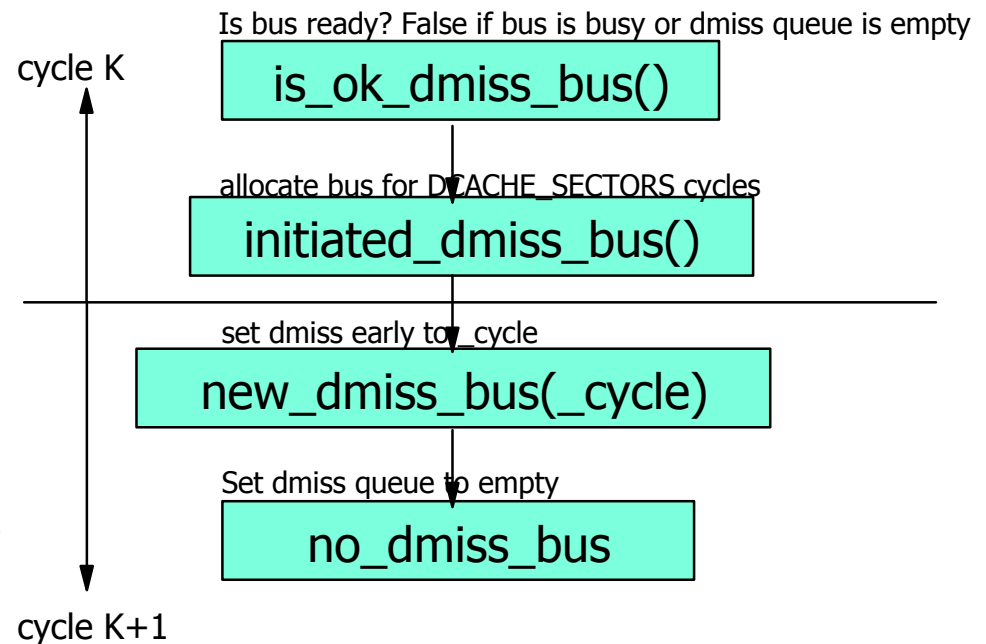 Is bus ready? False if bus is busy or dmiss queue is empty
cycle K
is_ok_dmiss_bus()
allocate bus for DCACHE_SECTORS cycles
initiated_dmiss_bus()
set dmiss early to _cycle
new_dmiss_bus(_cycle)
Set dmiss queue to empty
no_dmiss_bus
cycle K+1